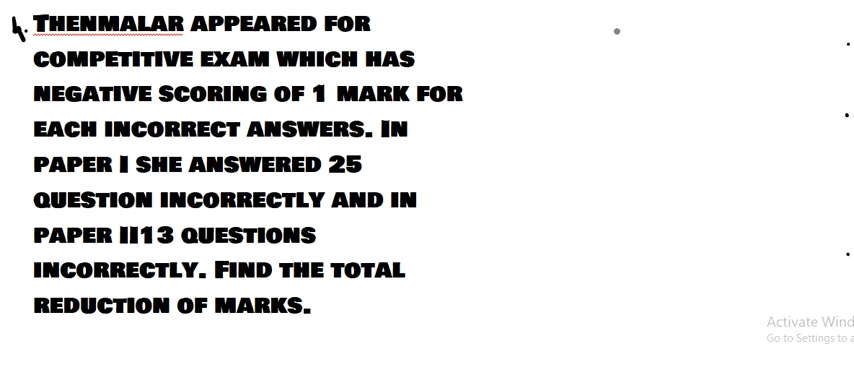 4. THENMALAR APPEARED FOR
COMPETITIVE EXAM WHICH HAS
NEGATIVE SCORING OF 1 MARK FOR
EACH INCORRECT ANSWERS. IN
PAPER I SHE ANSWERED 25
QUESTION INCORRECTLY AND IN
PAPER II13 QUESTIONS
INCORRECTLY. FIND THE TOTAL
REDUCTION OF MARKS.
Activate Wind
Go to Settings to a